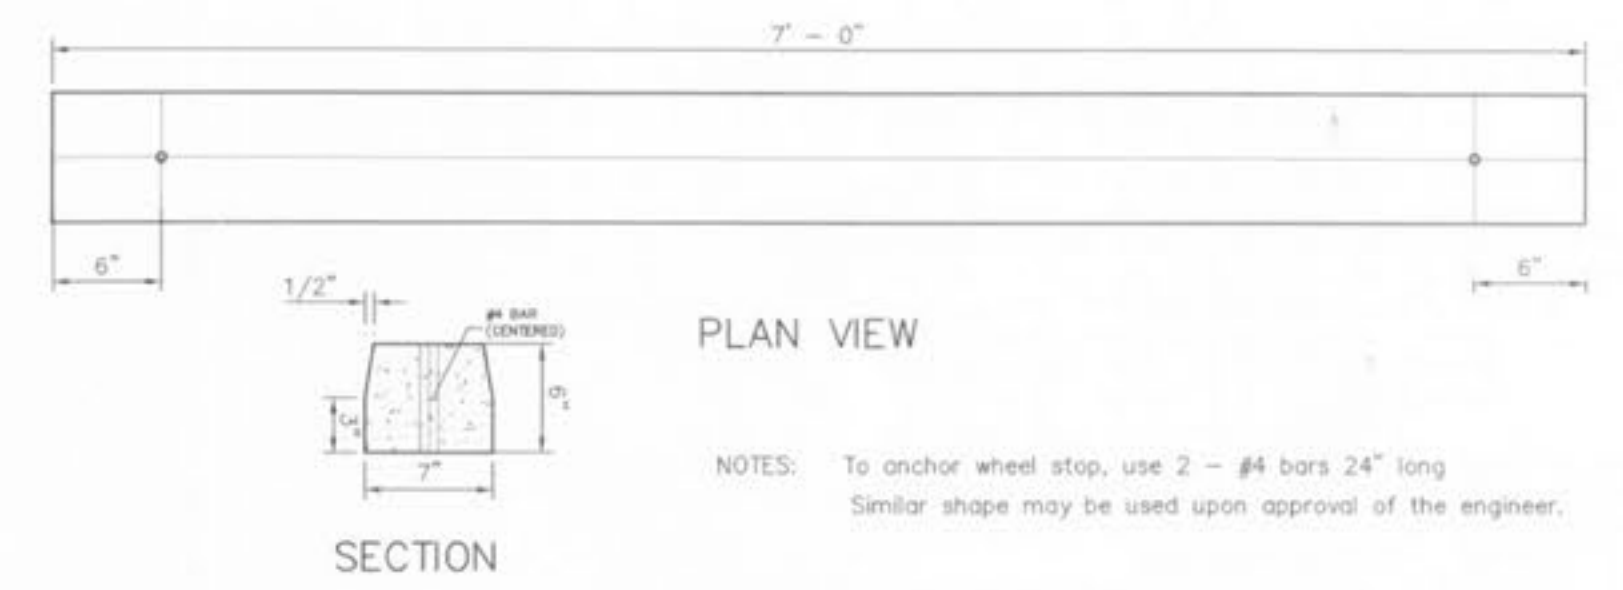 7' - 0"
6"
6"
1/2"
#4 BAR
(CENTERED)
PLAN VIEW
6"
3"
7"
NOTES: To anchor wheel stop, use 2 - #4 bars 24" long
Similar shape may be used upon approval of the engineer.
SECTION